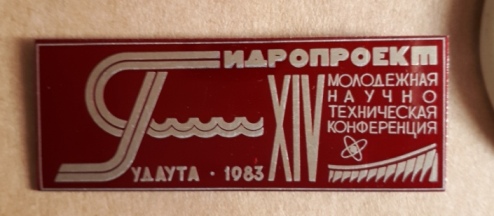 ГИДРОПРОЕКТ
XIV
МОЛОДЕЖНАЯ
НАУЧНО
ТЕХНИЧЕСКАЯ
КОНФЕРЕНЦИЯ
ГУДАУТА · 1983